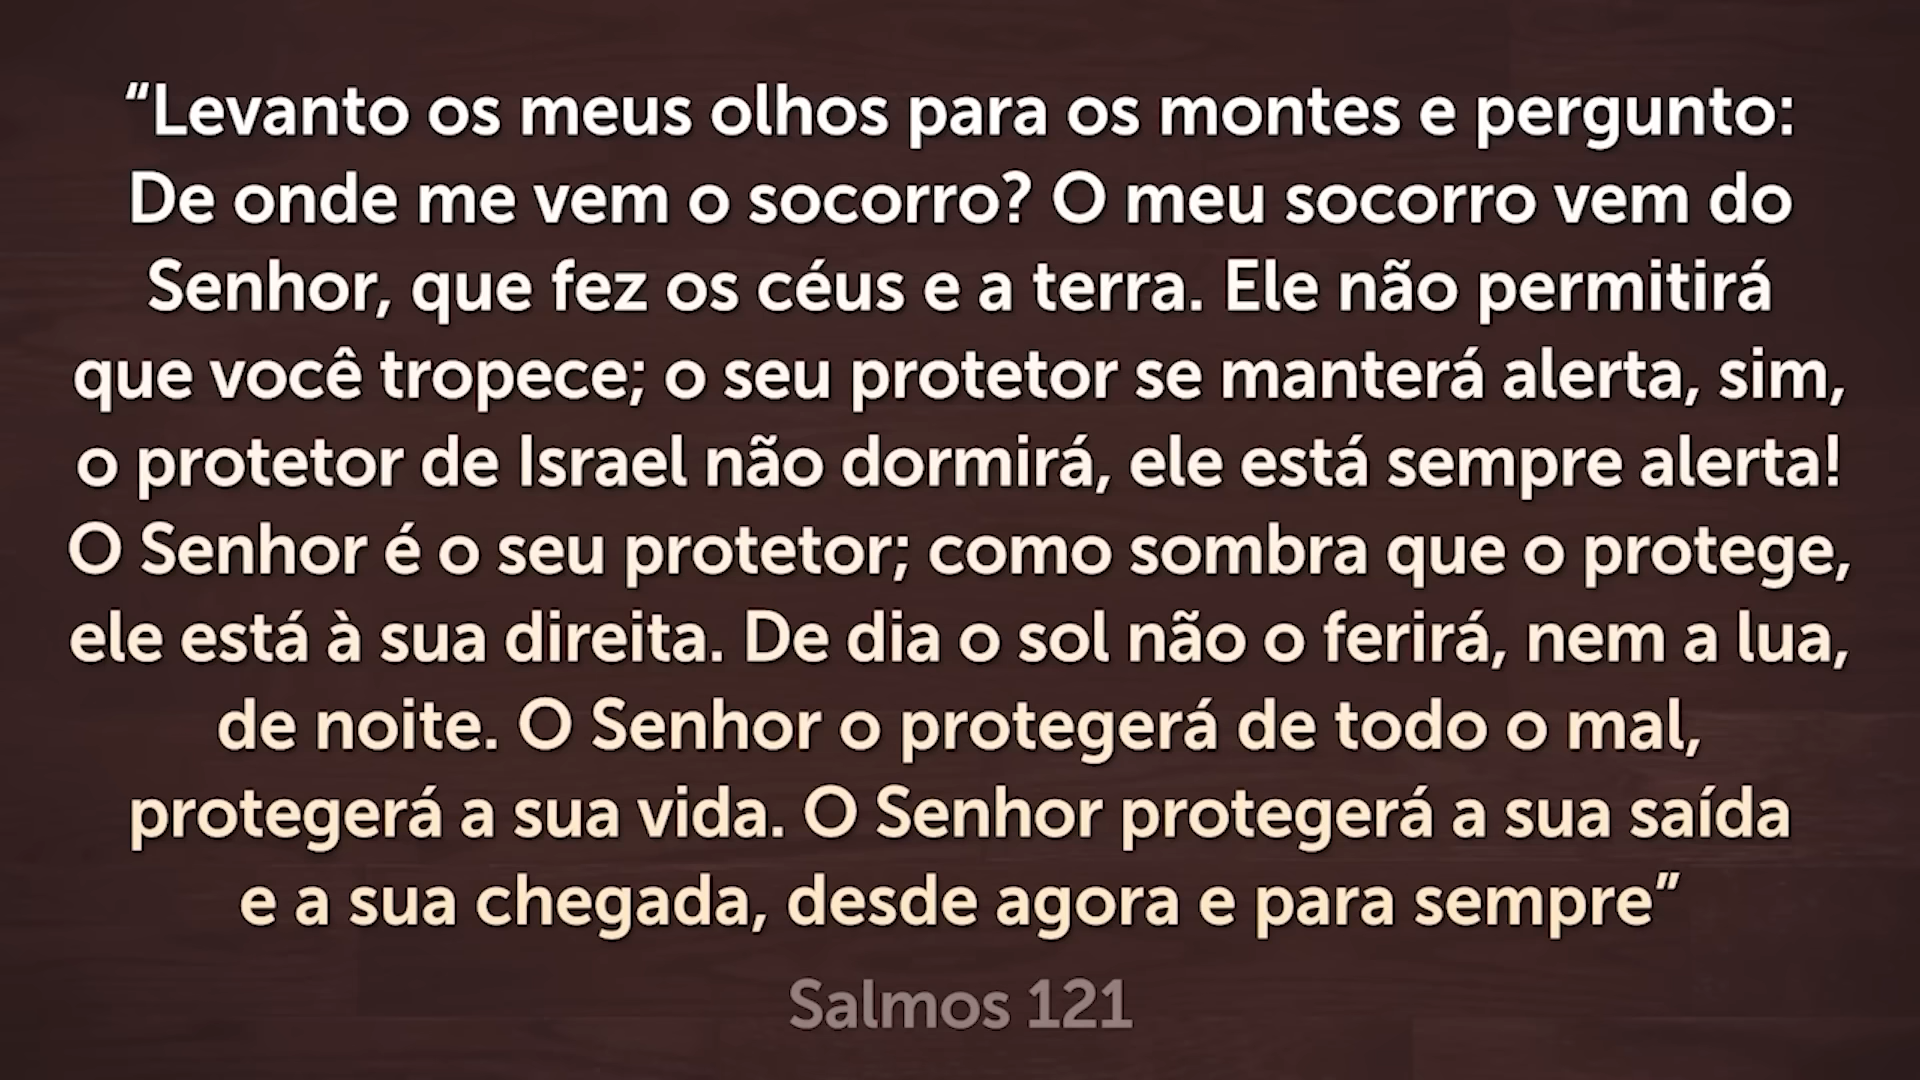 “Levanto os meus olhos para os montes e pergunto:
De onde me vem o socorro? O meu socorro vem do
Senhor, que fez os céus e a terra. Ele não permitirá
que você tropece; o seu protetor se manterá alerta, sim,
o protetor de Israel não dormirá, ele está sempre alerta!
O Senhor é o seu protetor; como sombra que o protege,
ele está à sua direita. De dia o sol não o ferirá, nem a lua,
de noite. O Senhor o protegerá de todo o mal,
protegerá a sua vida. O Senhor protegerá a sua saída
e a sua chegada, desde agora e para sempre”
Salmos 121